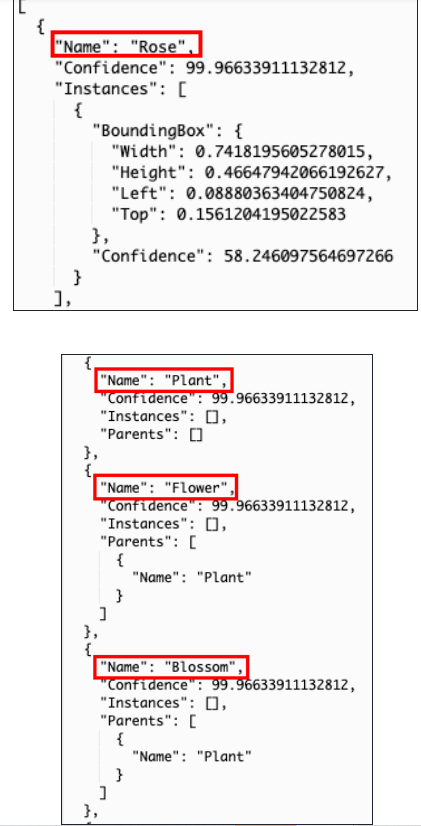 [
{
"Name": "Rose",
"Confidence": 99.96633911132812,
"Instances": [
{
"BoundingBox": {
"Width": 0.7418195605278015,
"Height": 0.46647942066192627,
"Left": 0.08880363404750824,
"Top": 0.1561204195022583
},
"Confidence": 58.246097564697266
}
],
{
"Name": "Plant",
"Confidence": 99.96633911132812,
"Instances": [],
"Parents": []
},
{
"Name": "Flower",
"Confidence": 99.96633911132812,
"Instances": [],
"Parents": [
{
"Name": "Plant"
}
]
},
{
"Name": "Blossom",
"Confidence": 99.96633911132812,
"Instances": [],
"Parents": [
{
"Name": "Plant"
}
]
},